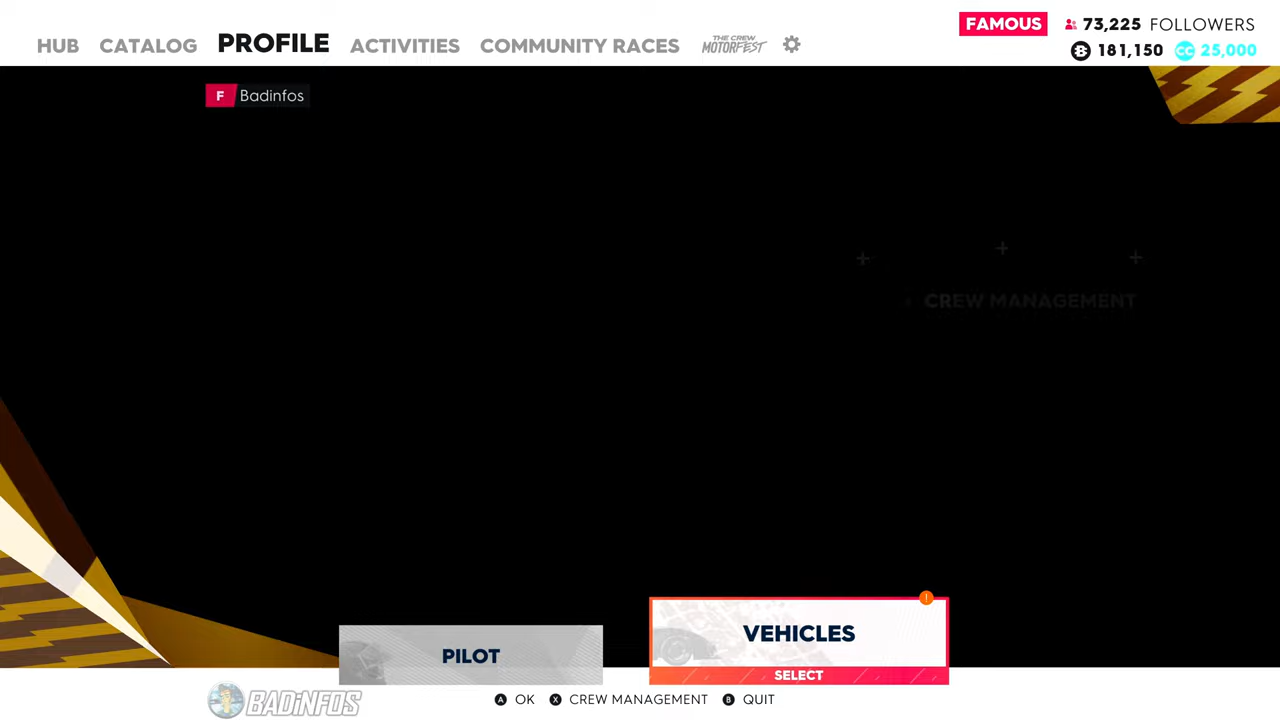 HUB CATALOG PROFILE ACTIVITIES COMMUNITY RACES THE CREW MOTORFEST
FAMOUS 73,225 FOLLOWERS
181,150 CC 25,000
F Badinfos
CREW MANAGEMENT
!
PILOT
VEHICLES
SELECT
A OK X CREW MANAGEMENT B QUIT
BADiNFOS